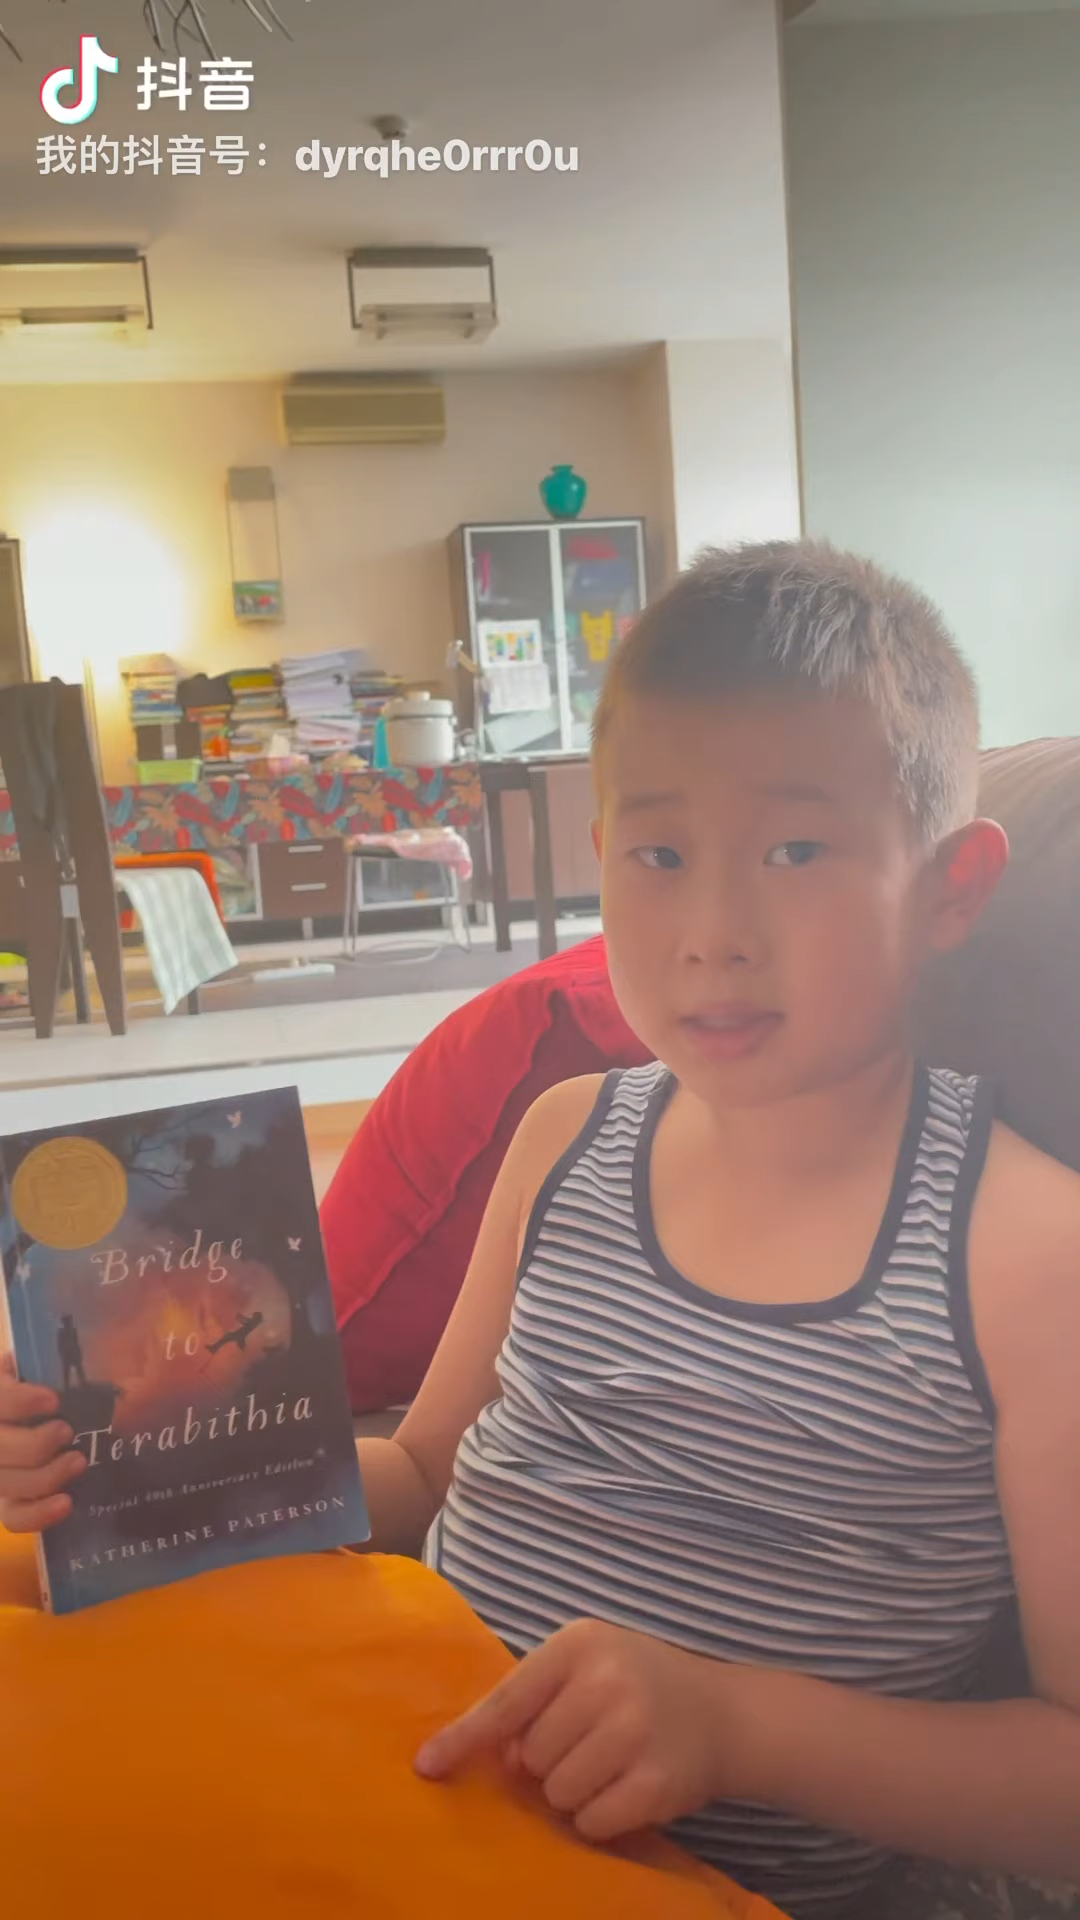 抖音
我的抖音号：dyrqhe0rrr0u
Bridge
to
Terabithia
Special 40th Anniversary Edition
KATHERINE PATERSON